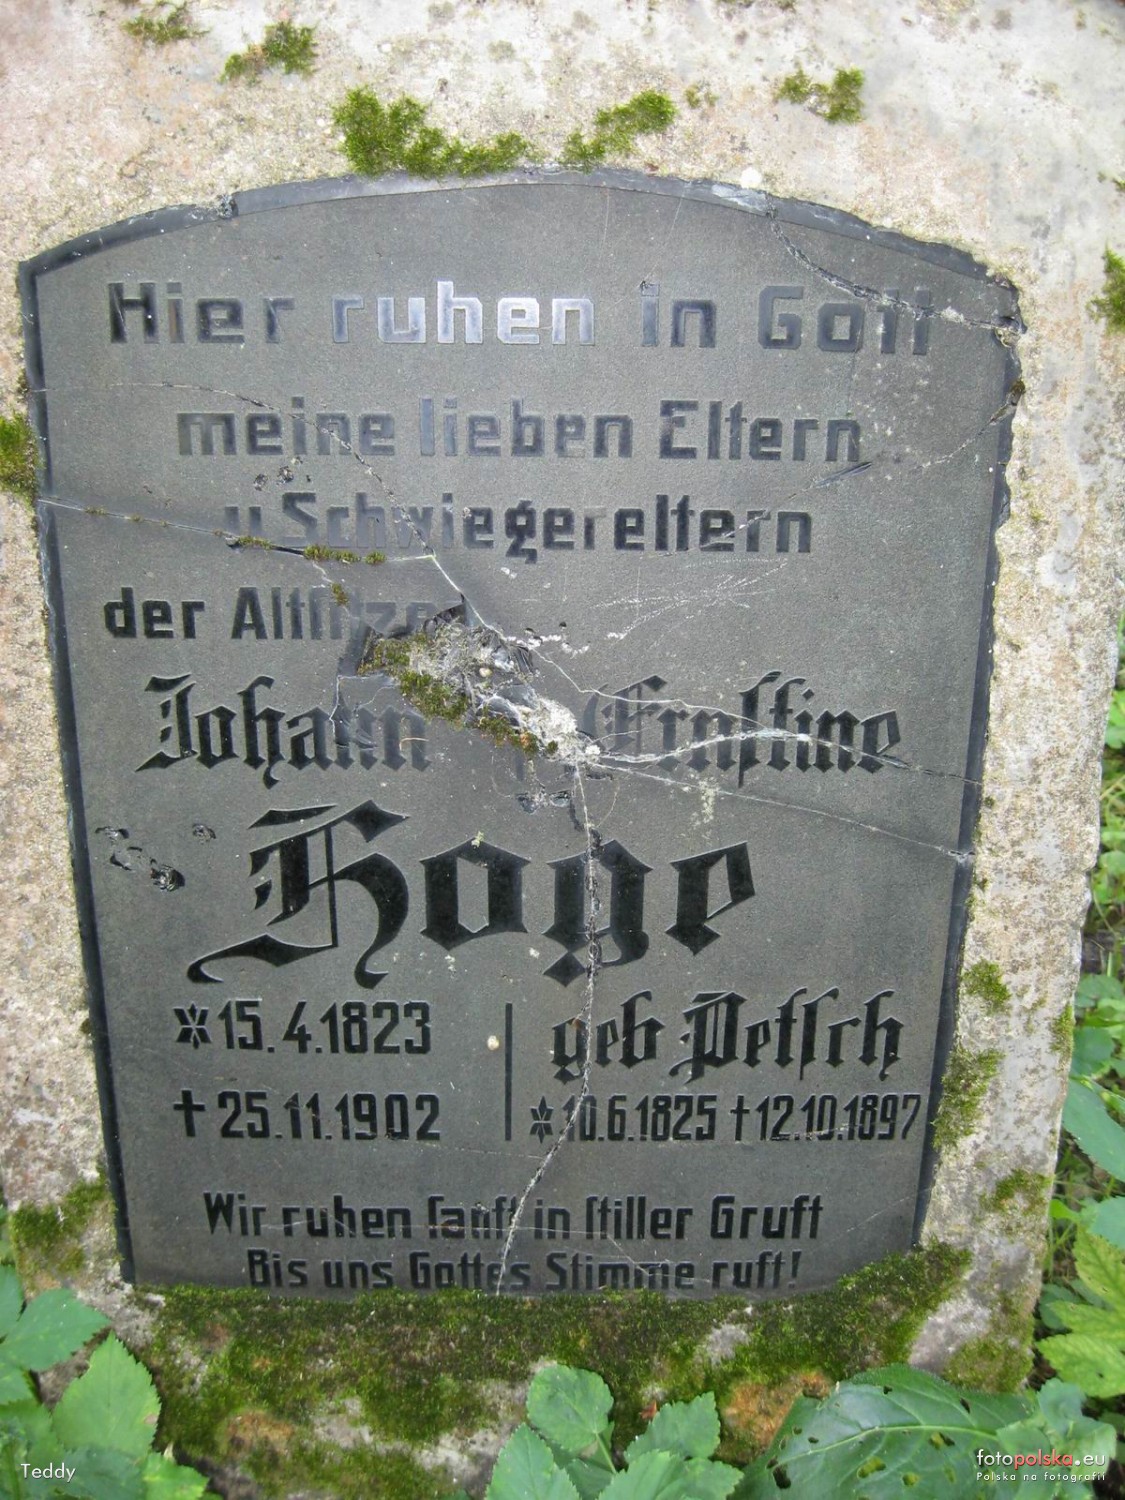 Hier ruhen in Gott
meine lieben Eltern
u Schwiegereltern
der Altſitzer
Johann Ernſtine
Hoge
* 15.4.1823 geb Petſch
† 25.11.1902 * 10.6.1825 † 12.10.1897
Wir ruhen ſanft in ſtiller Gruft
Bis uns Gottes Stimme ruft!
Teddy
fotopolska.eu
Polska na fotografii